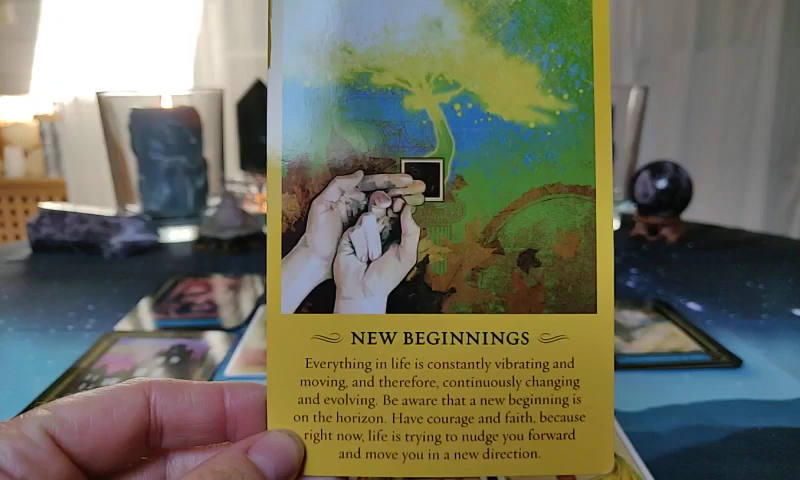 NEW BEGINNINGS
Everything in life is constantly vibrating and
moving, and therefore, continuously changing
and evolving. Be aware that a new beginning is
on the horizon. Have courage and faith, because
right now, life is trying to nudge you forward
and move you in a new direction.